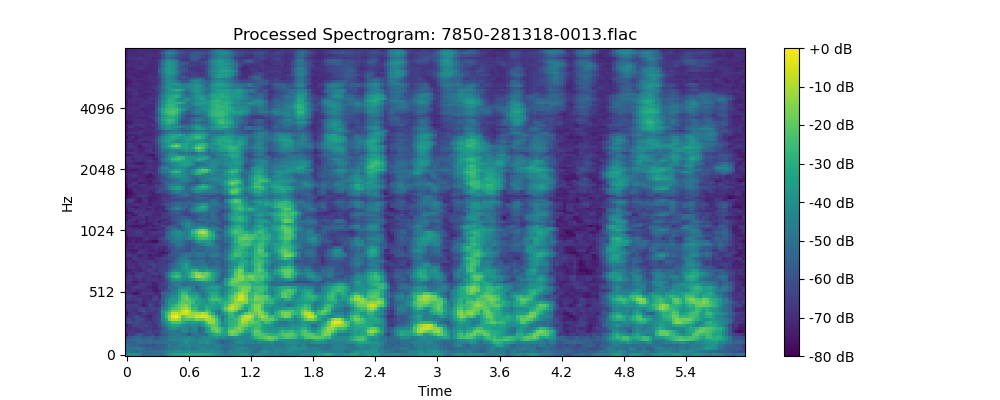 Processed Spectrogram: 7850-281318-0013.flac
Hz
4096
2048
1024
512
0
0 0.6 1.2 1.8 2.4 3 3.6 4.2 4.8 5.4
Time
+0 dB
-10 dB
-20 dB
-30 dB
-40 dB
-50 dB
-60 dB
-70 dB
-80 dB